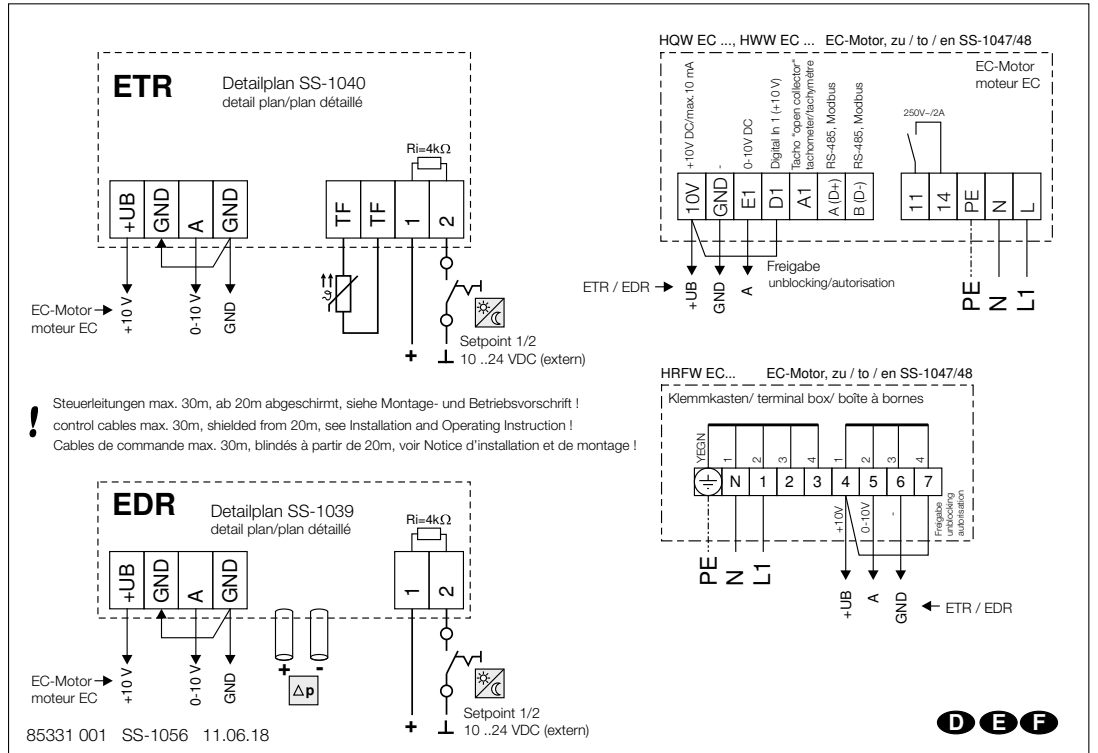 ETR
Detailplan SS-1040
detail plan/plan détaillé
Ri=4kΩ
+UB
GND
A
GND
TF
TF
1
2
ϑ
EC-Motor
moteur EC
+10 V
0-10 V
GND
+
⊥
Setpoint 1/2
10 ..24 VDC (extern)
!
Steuerleitungen max. 30m, ab 20m abgeschirmt, siehe Montage- und Betriebsvorschrift !
control cables max. 30m, shielded from 20m, see Installation and Operating Instruction !
Cables de commande max. 30m, blindés à partir de 20m, voir Notice d'installation et de montage !
EDR
Detailplan SS-1039
detail plan/plan détaillé
Ri=4kΩ
+UB
GND
A
GND
1
2
EC-Motor
moteur EC
+10 V
0-10 V
GND
+
-
△p
+
⊥
Setpoint 1/2
10 ..24 VDC (extern)
85331 001 SS-1056 11.06.18
HQW EC ..., HWW EC ... EC-Motor, zu / to / en SS-1047/48
EC-Motor
moteur EC
+10V DC/max.10 mA
-
0-10V DC
Digital In 1 (+10 V)
Tacho "open collector"
tachometer/tachymètre
RS-485, Modbus
RS-485, Modbus
250V~/2A
10V
GND
E1
D1
A1
A (D+)
B (D-)
11
14
PE
N
L
Freigabe
unblocking/autorisation
ETR / EDR
+UB
GND
A
PE
N
L1
HRFW EC... EC-Motor, zu / to / en SS-1047/48
Klemmkasten/ terminal box/ boîte à bornes
YEGN
1
2
3
4
1
2
3
4
N
1
2
3
4
5
6
7
+10V
0-10V
-
Freigabe
unblocking
autorisation
PE
N
L1
+UB
A
GND
ETR / EDR
D E F